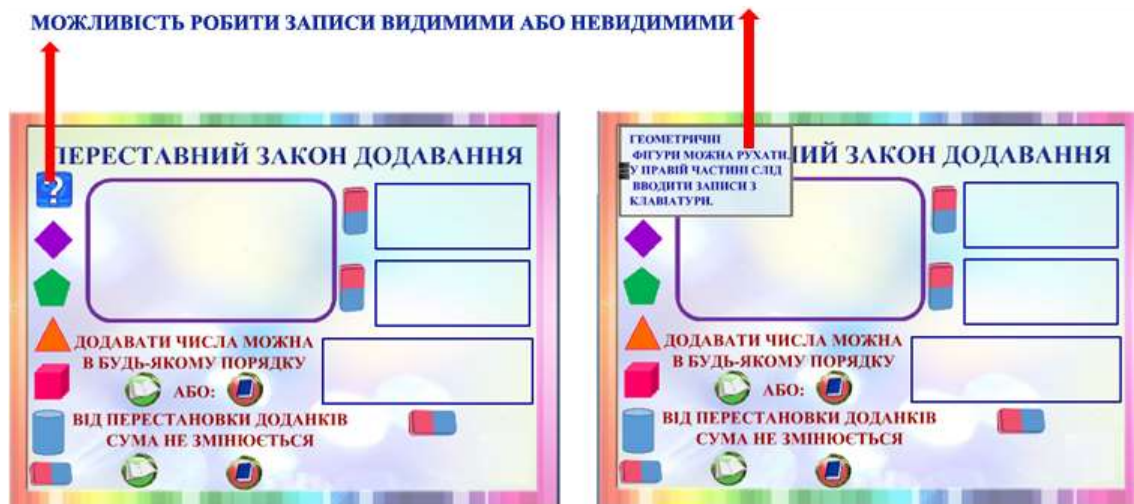 МОЖЛИВІСТЬ РОБИТИ ЗАПИСИ ВИДИМИМИ АБО НЕВИДИМИМИ
ПЕРЕСТАВНИЙ ЗАКОН ДОДАВАННЯ
?
ДОДАВАТИ ЧИСЛА МОЖНА
В БУДЬ-ЯКОМУ ПОРЯДКУ
АБО:
ВІД ПЕРЕСТАНОВКИ ДОДАНКІВ
СУМА НЕ ЗМІНЮЄТЬСЯ
ГЕОМЕТРИЧНІ
ФІГУРИ МОЖНА РУХАТИ.
У ПРАВІЙ ЧАСТИНІ СЛІД
ВВОДИТИ ЗАПИСИ З
КЛАВІАТУРИ.
ИЙ ЗАКОН ДОДАВАННЯ
ДОДАВАТИ ЧИСЛА МОЖНА
В БУДЬ-ЯКОМУ ПОРЯДКУ
АБО:
ВІД ПЕРЕСТАНОВКИ ДОДАНКІВ
СУМА НЕ ЗМІНЮЄТЬСЯ